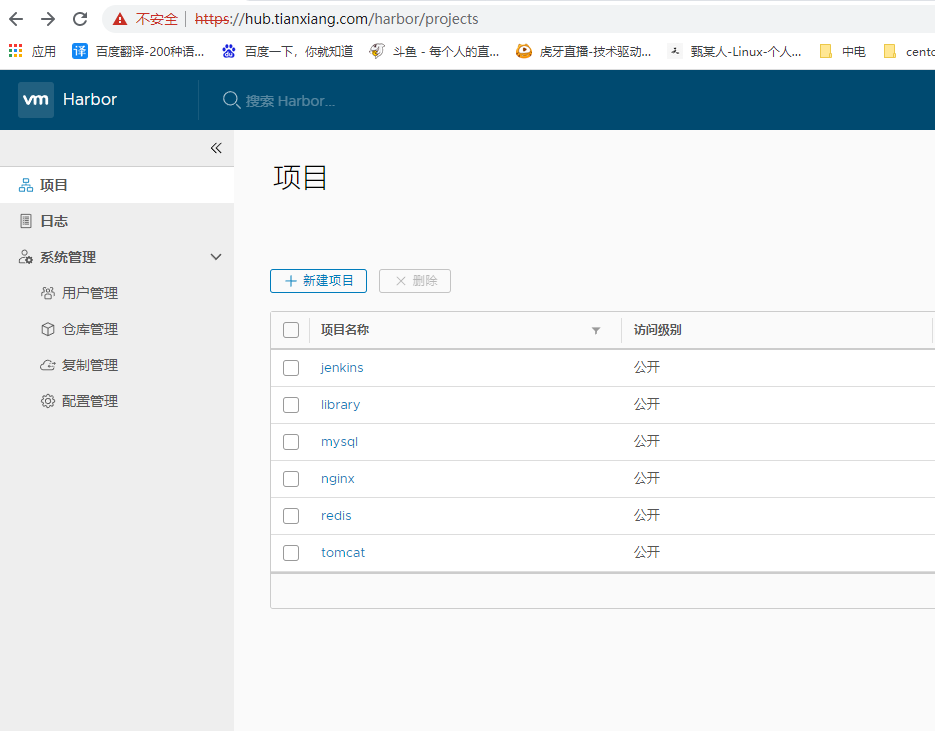 不安全 | https://hub.tianxiang.com/harbor/projects
应用 译 百度翻译-200种语... 百度一下，你就知道 斗鱼 - 每个人的直... 虎牙直播-技术驱动... 甄某人-Linux-个人... 中电 cento
vm Harbor 搜索 Harbor...
项目
日志
系统管理
用户管理
仓库管理
复制管理
配置管理
项目
新建项目 删除
项目名称 访问级别
jenkins 公开
library 公开
mysql 公开
nginx 公开
redis 公开
tomcat 公开